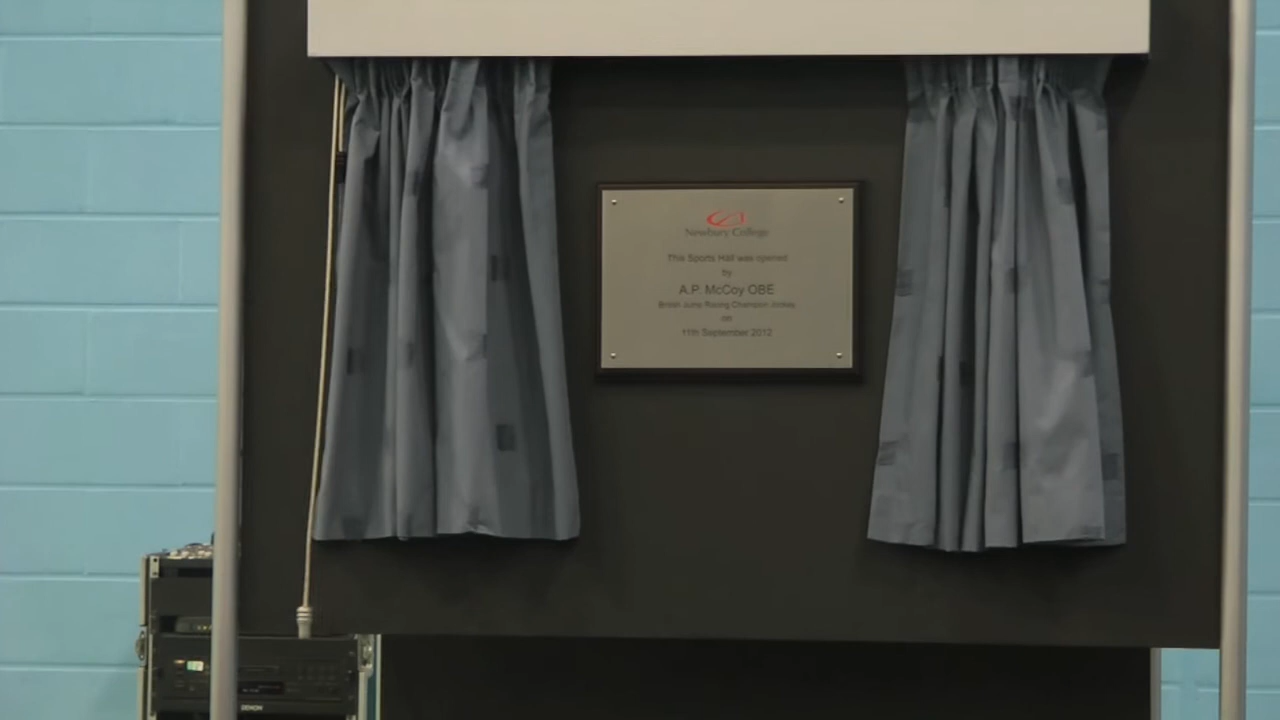 Newbury College
This Sports Hall was opened
by
A.P. McCoy OBE
British Jump Racing Champion Jockey
on
11th September 2012
DENON